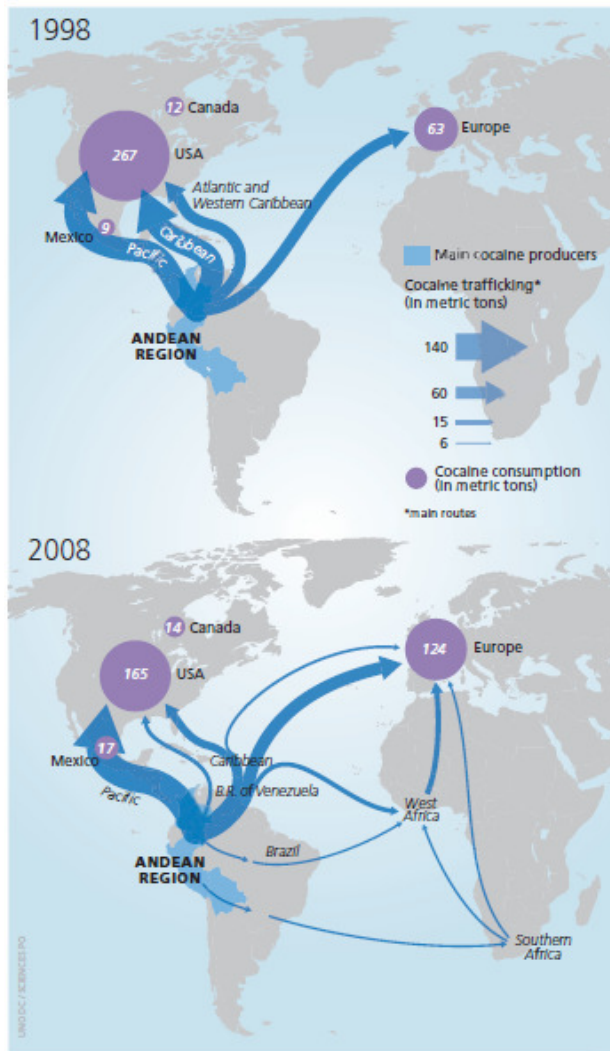 1998
12 Canada
267
USA
63
Europe
Atlantic and
Western Caribbean
Mexico
9
Caribbean
Pacific
Main cocaine producers
Cocaine trafficking*
(in metric tons)
ANDEAN
REGION
140
60
15
6
Cocaine consumption
(in metric tons)
*main routes
2008
14 Canada
165
USA
124
Europe
Mexico
17
Pacific
Caribbean
B.R. of Venezuela
West
Africa
Brazil
ANDEAN
REGION
Southern
Africa
UNODC / SCIENCES PO